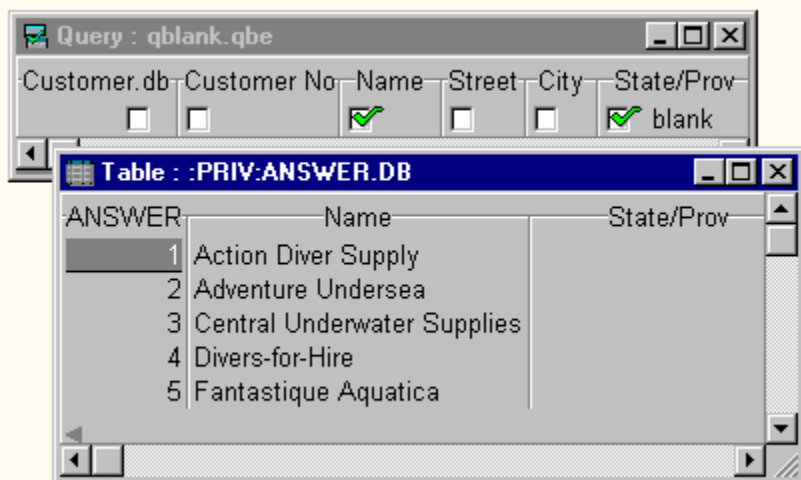 Query : qblank.qbe
Customer.db Customer No Name Street City State/Prov
blank
Table : :PRIV:ANSWER.DB
ANSWER Name State/Prov
1 Action Diver Supply
2 Adventure Undersea
3 Central Underwater Supplies
4 Divers-for-Hire
5 Fantastique Aquatica